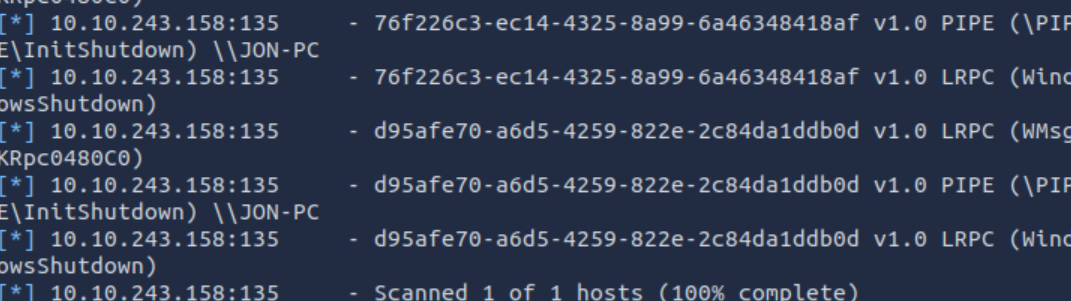 KRpc0480C0)
[*] 10.10.243.158:135     - 76f226c3-ec14-4325-8a99-6a46348418af v1.0 PIPE (\PIP
E\InitShutdown) \\JON-PC
[*] 10.10.243.158:135     - 76f226c3-ec14-4325-8a99-6a46348418af v1.0 LRPC (Wind
owsShutdown)
[*] 10.10.243.158:135     - d95afe70-a6d5-4259-822e-2c84da1ddb0d v1.0 LRPC (WMsg
KRpc0480C0)
[*] 10.10.243.158:135     - d95afe70-a6d5-4259-822e-2c84da1ddb0d v1.0 PIPE (\PIP
E\InitShutdown) \\JON-PC
[*] 10.10.243.158:135     - d95afe70-a6d5-4259-822e-2c84da1ddb0d v1.0 LRPC (Wind
owsShutdown)
[*] 10.10.243.158:135     - Scanned 1 of 1 hosts (100% complete)